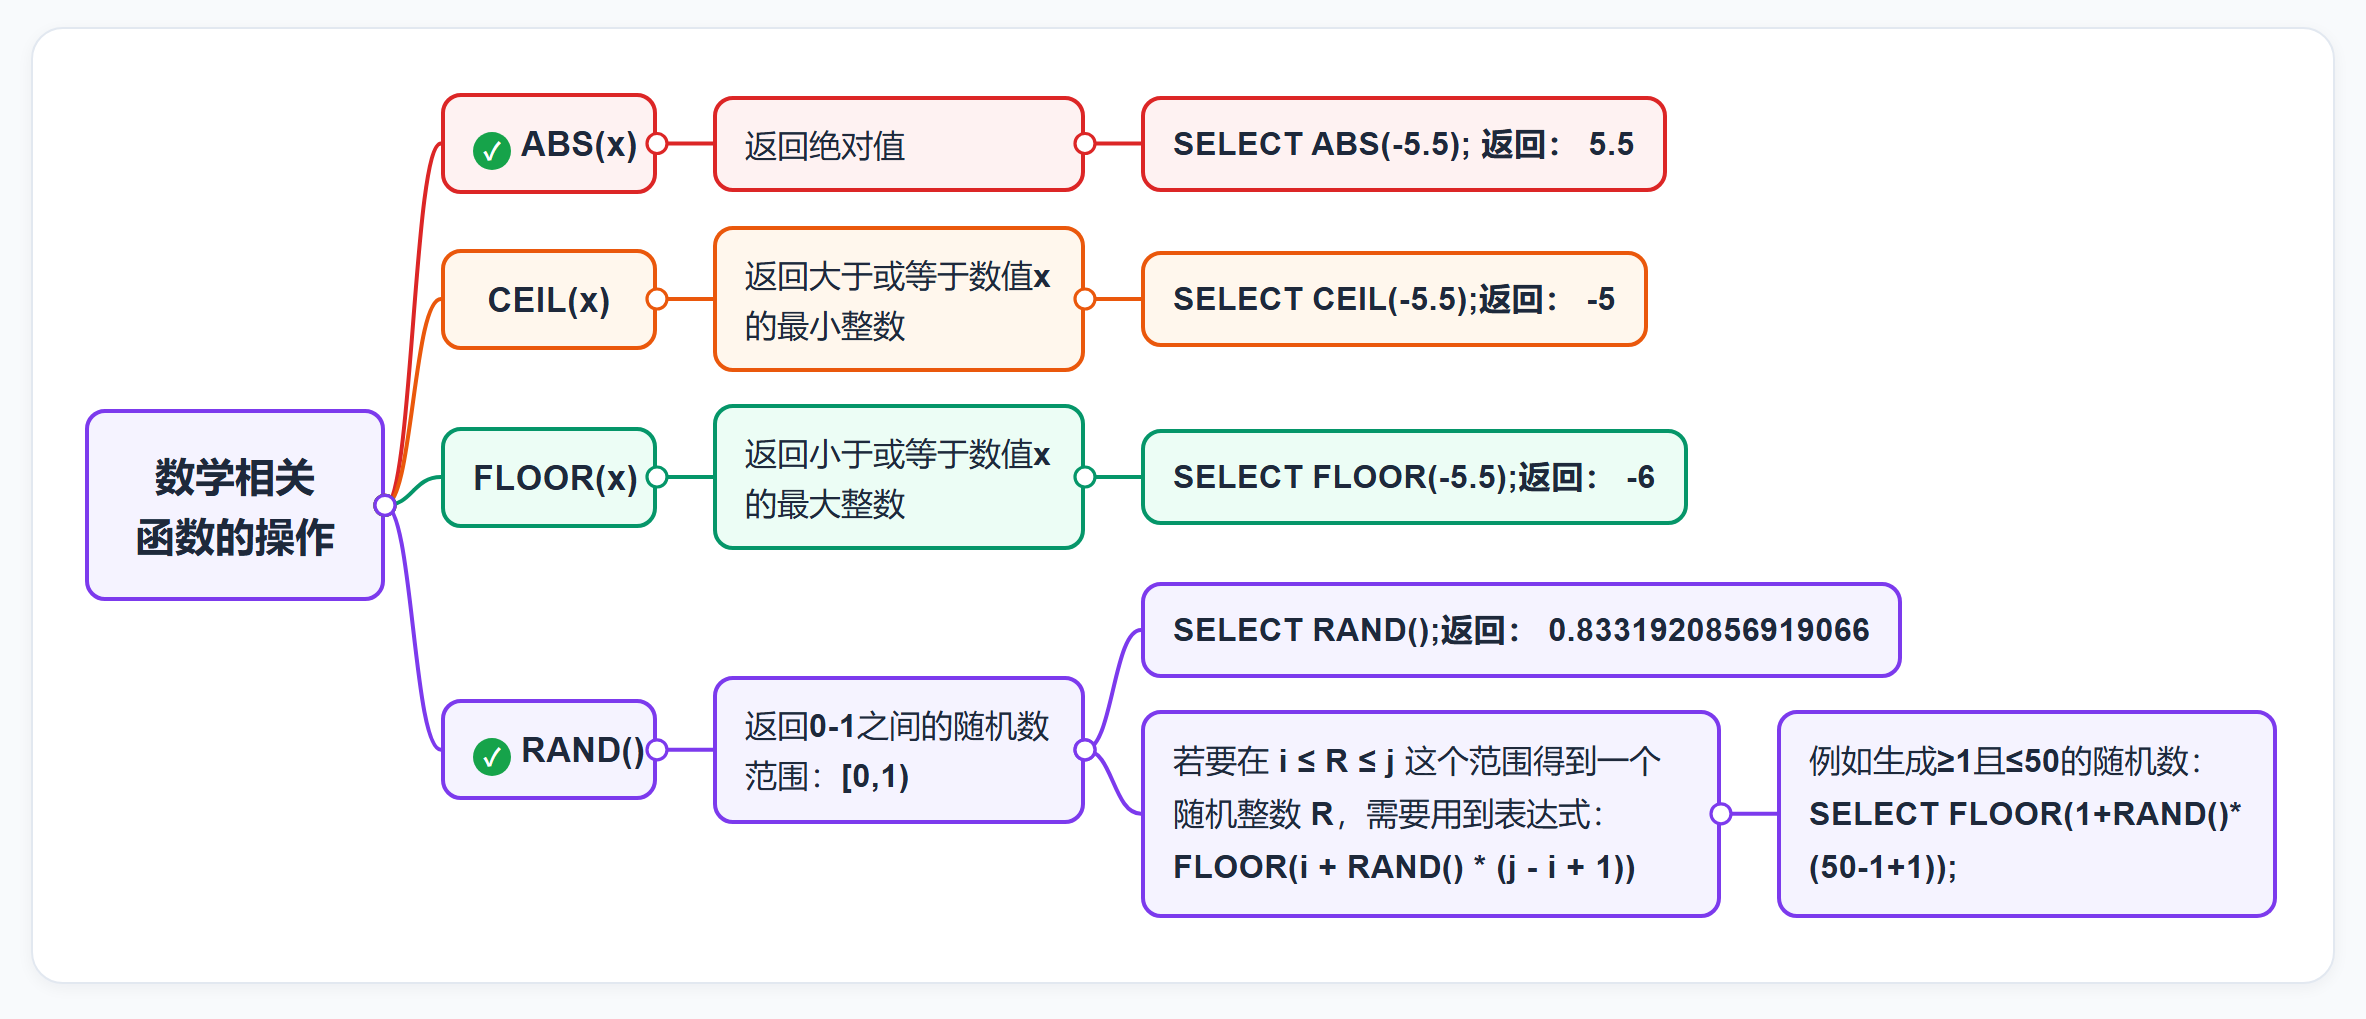 数学相关
函数的操作
✓ ABS(x)
返回绝对值
SELECT ABS(-5.5); 返回： 5.5
CEIL(x)
返回大于或等于数值x
的最小整数
SELECT CEIL(-5.5);返回： -5
FLOOR(x)
返回小于或等于数值x
的最大整数
SELECT FLOOR(-5.5);返回： -6
✓ RAND()
返回0-1之间的随机数
范围：[0,1)
SELECT RAND();返回： 0.8331920856919066
若要在 i ≤ R ≤ j 这个范围得到一个
随机整数 R，需要用到表达式：
FLOOR(i + RAND() * (j - i + 1))
例如生成≥1且≤50的随机数：
SELECT FLOOR(1+RAND()*
(50-1+1));